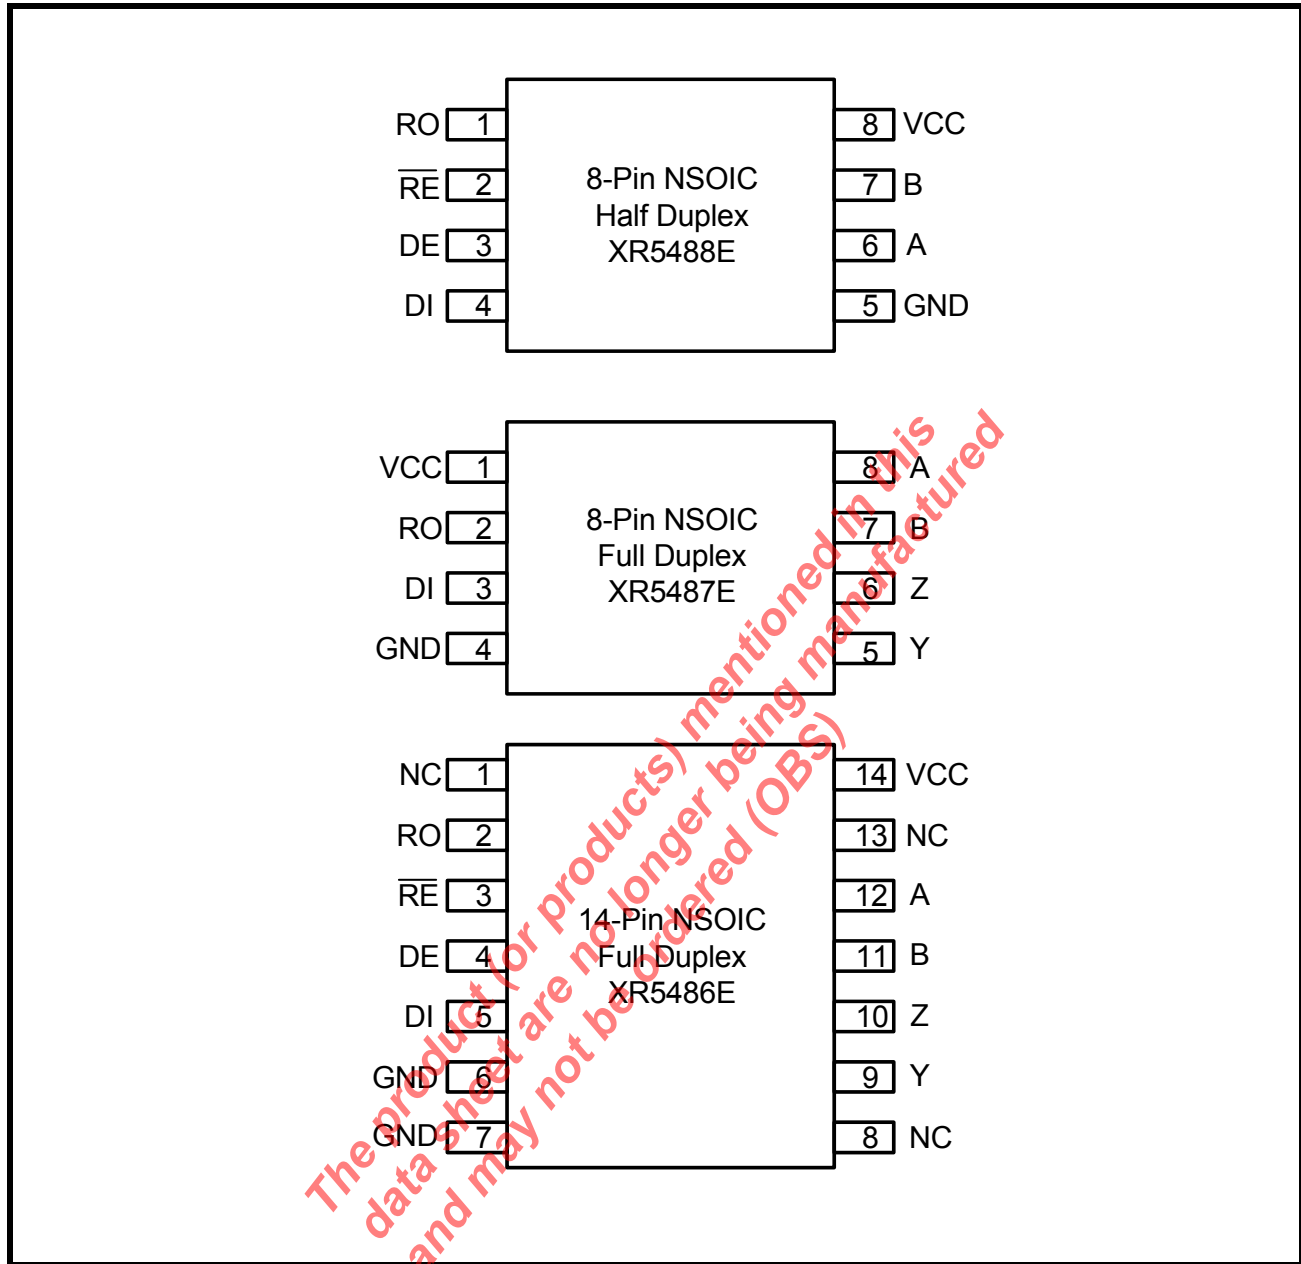 RO 1 8 VCC
R̅E̅ 2 7 B
DE 3 6 A
DI 4 5 GND
8-Pin NSOIC
Half Duplex
XR5488E
VCC 1 8 A
RO 2 7 B
DI 3 6 Z
GND 4 5 Y
8-Pin NSOIC
Full Duplex
XR5487E
NC 1 14 VCC
RO 2 13 NC
R̅E̅ 3 12 A
DE 4 11 B
DI 5 10 Z
GND 6 9 Y
GND 7 8 NC
14-Pin NSOIC
Full Duplex
XR5486E
The product (or products) mentioned in this
data sheet are no longer being manufactured
and may not be ordered (OBS)